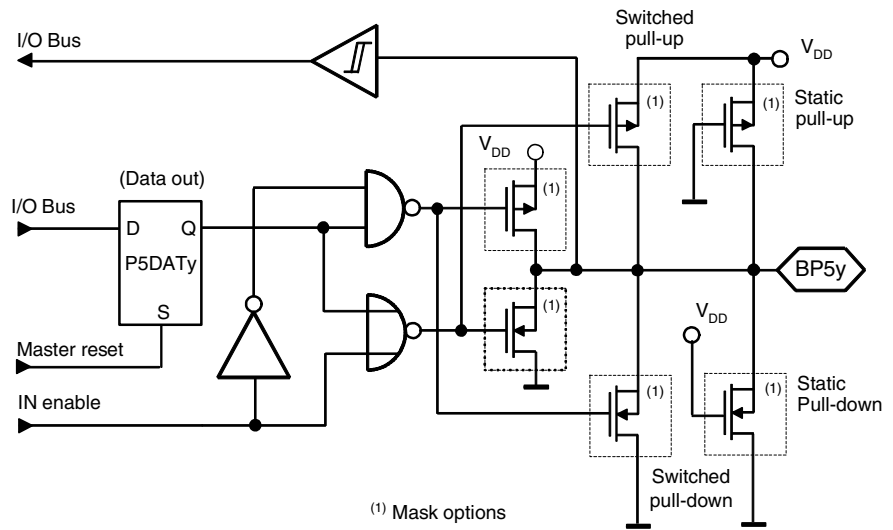 Switched
pull-up
I/O Bus
V_DD
(1)
(1)
Static
pull-up
V_DD
(Data out)
(1)
I/O Bus
D
Q
P5DATy
BP5y
S
(1)
V_DD
Master reset
(1)
(1)
Static
Pull-down
IN enable
Switched
pull-down
(1) Mask options